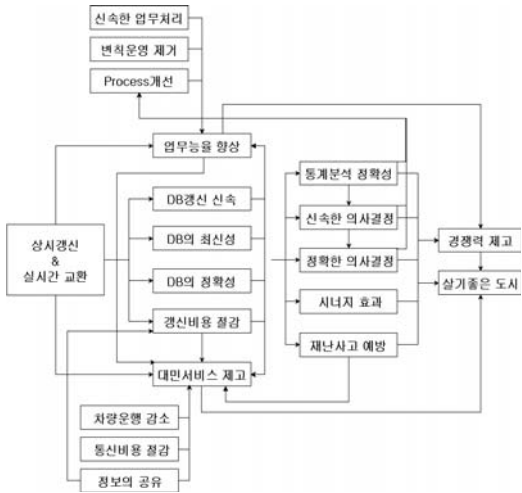 신속한 업무처리
변칙운영 제거
Process개선
업무능율 향상
통계분석 정확성
DB갱신 신속
신속한 의사결정
상시갱신
&
실시간 교환
DB의 최신성
경쟁력 제고
정확한 의사결정
DB의 정확성
살기좋은 도시
시너지 효과
갱신비용 절감
재난사고 예방
대민서비스 제고
차량운행 감소
통신비용 절감
정보의 공유